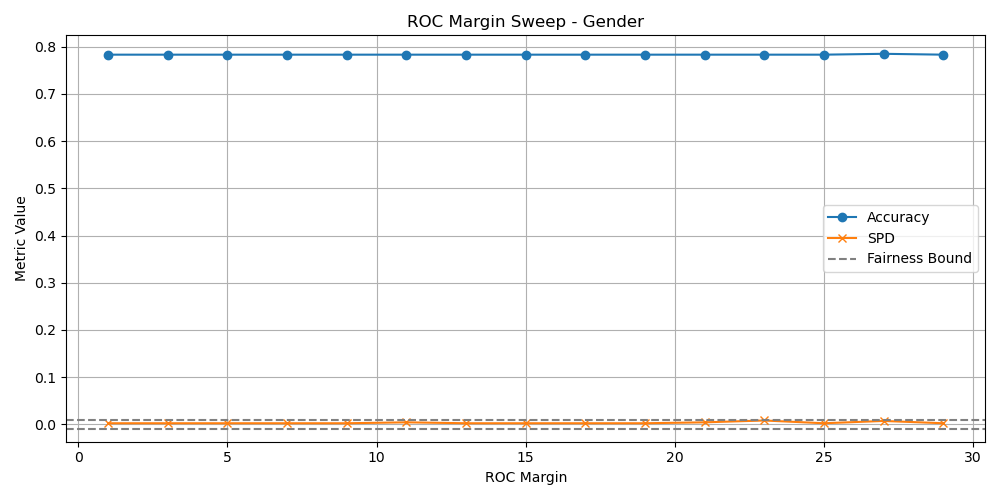 ROC Margin Sweep - Gender
Metric Value
0.8
0.7
0.6
0.5
0.4
0.3
0.2
0.1
0.0
Accuracy
SPD
Fairness Bound
0 5 10 15 20 25 30
ROC Margin